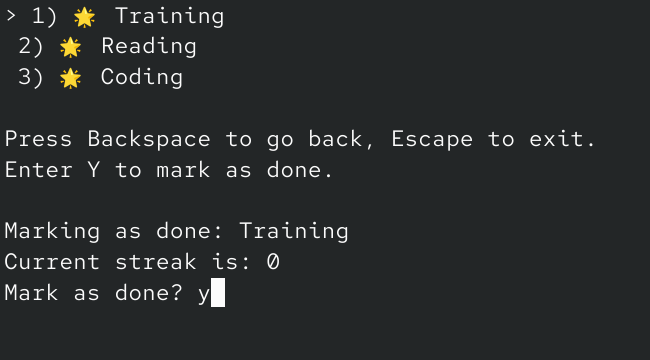 > 1) 🌟 Training
2) 🌟 Reading
3) 🌟 Coding
Press Backspace to go back, Escape to exit.
Enter Y to mark as done.
Marking as done: Training
Current streak is: 0
Mark as done? y